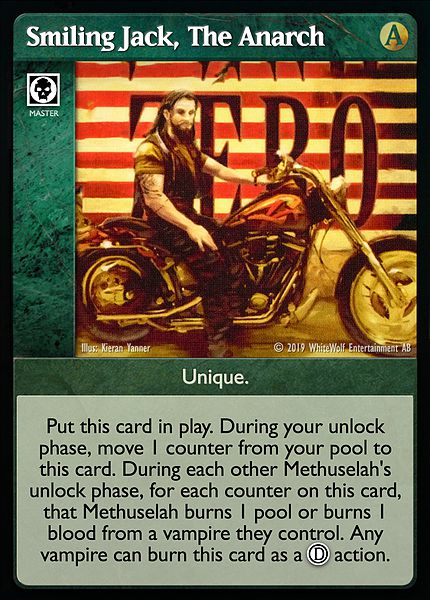 Smiling Jack, The Anarch
A
MASTER
ZERO
Illus: Kieran Yanner
© 2019 WhiteWolf Entertainment AB
Unique.
Put this card in play. During your unlock
phase, move 1 counter from your pool to
this card. During each other Methuselah's
unlock phase, for each counter on this card,
that Methuselah burns 1 pool or burns 1
blood from a vampire they control. Any
vampire can burn this card as a D action.